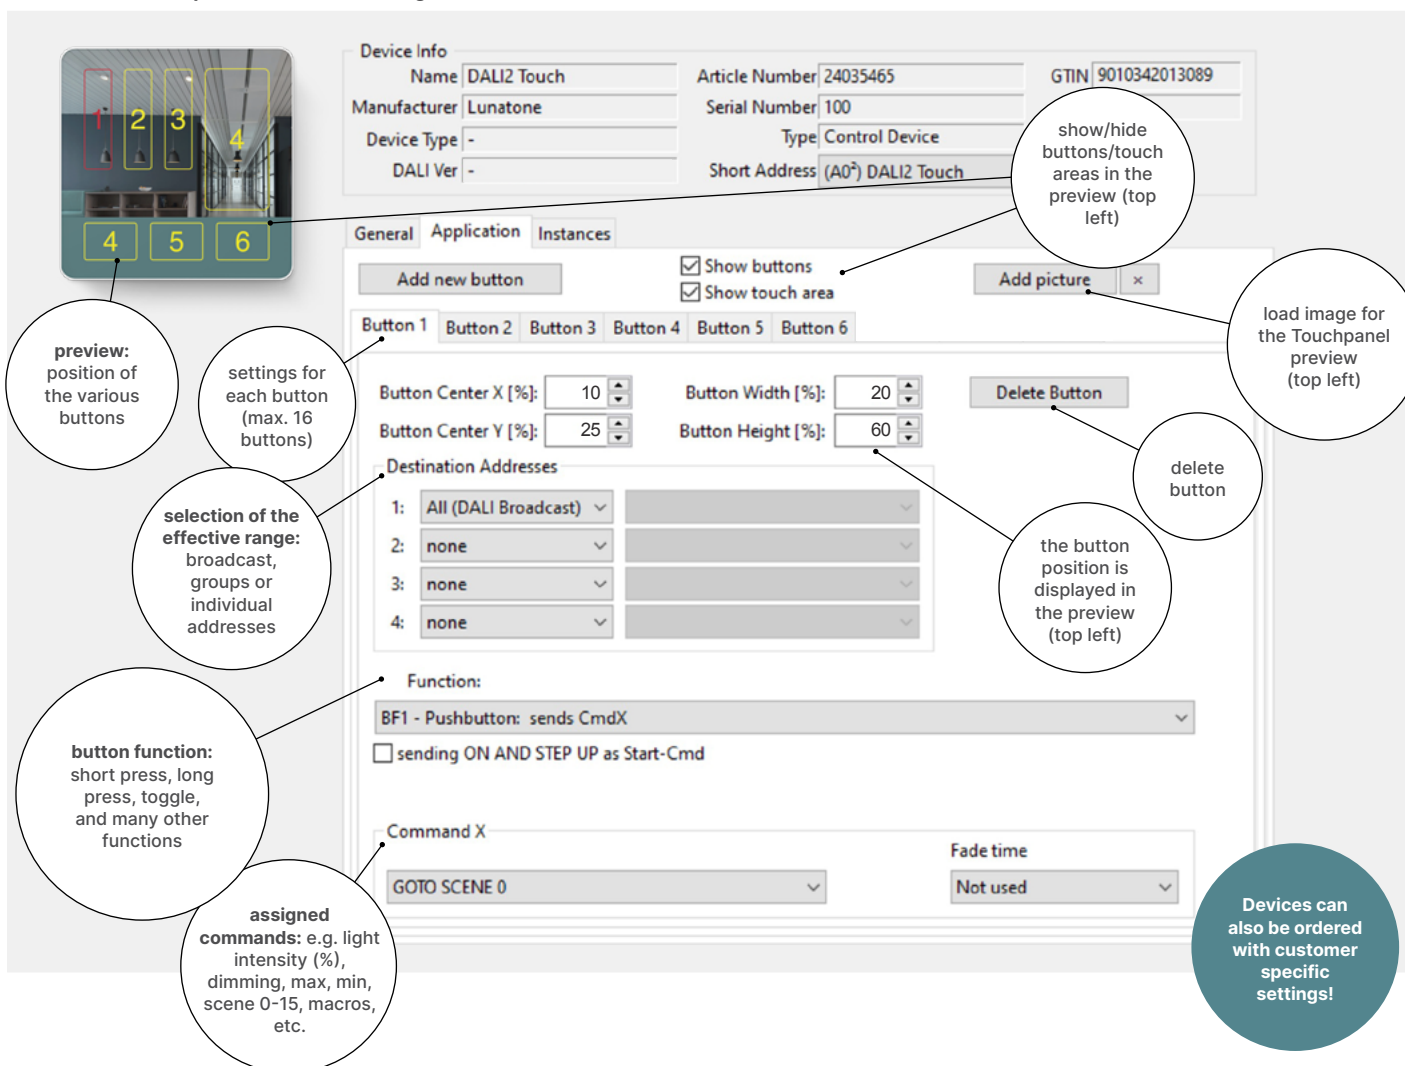 Device Info
Name DALI2 Touch
Article Number 24035465
GTIN 9010342013089
Manufacturer Lunatone
Serial Number 100
Device Type -
Type Control Device
DALI Ver -
Short Address (A0²) DALI2 Touch
1
2
3
4
4
5
6
show/hide
buttons/touch
areas in the
preview (top
left)
General Application Instances
Add new button
Show buttons
Show touch area
Add picture ×
Button 1 Button 2 Button 3 Button 4 Button 5 Button 6
load image for
the Touchpanel
preview
(top left)
preview:
position of
the various
buttons
settings for
each button
(max. 16
buttons)
Button Center X [%]: 10
Button Width [%]: 20
Delete Button
Button Center Y [%]: 25
Button Height [%]: 60
delete
button
Destination Addresses
1: All (DALI Broadcast)
2: none
3: none
4: none
selection of the
effective range:
broadcast,
groups or
individual
addresses
the button
position is
displayed in
the preview
(top left)
Function:
BF1 - Pushbutton: sends CmdX
sending ON AND STEP UP as Start-Cmd
button function:
short press, long
press, toggle,
and many other
functions
Command X
GOTO SCENE 0
Fade time
Not used
assigned
commands: e.g. light
intensity (%),
dimming, max, min,
scene 0-15, macros,
etc.
Devices can
also be ordered
with customer
specific
settings!